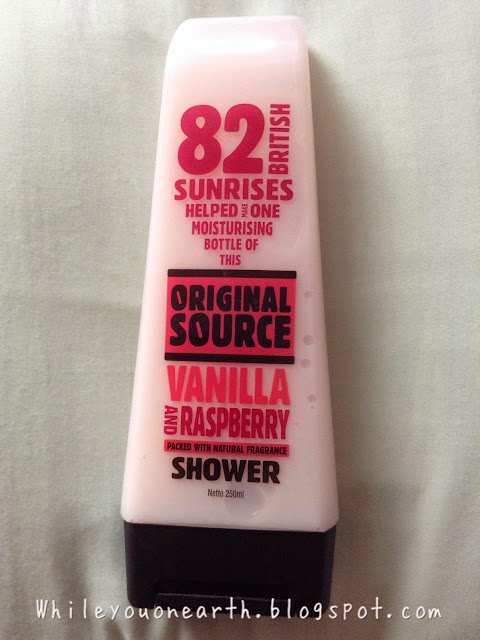 82 BRITISH
SUNRISES
HELPED MAKE ONE
MOISTURISING
BOTTLE OF
THIS
ORIGINAL
SOURCE
VANILLA
AND RASPBERRY
PACKED WITH NATURAL FRAGRANCE
SHOWER
Netto 250ml
Whileyouonearth.blogspot.com